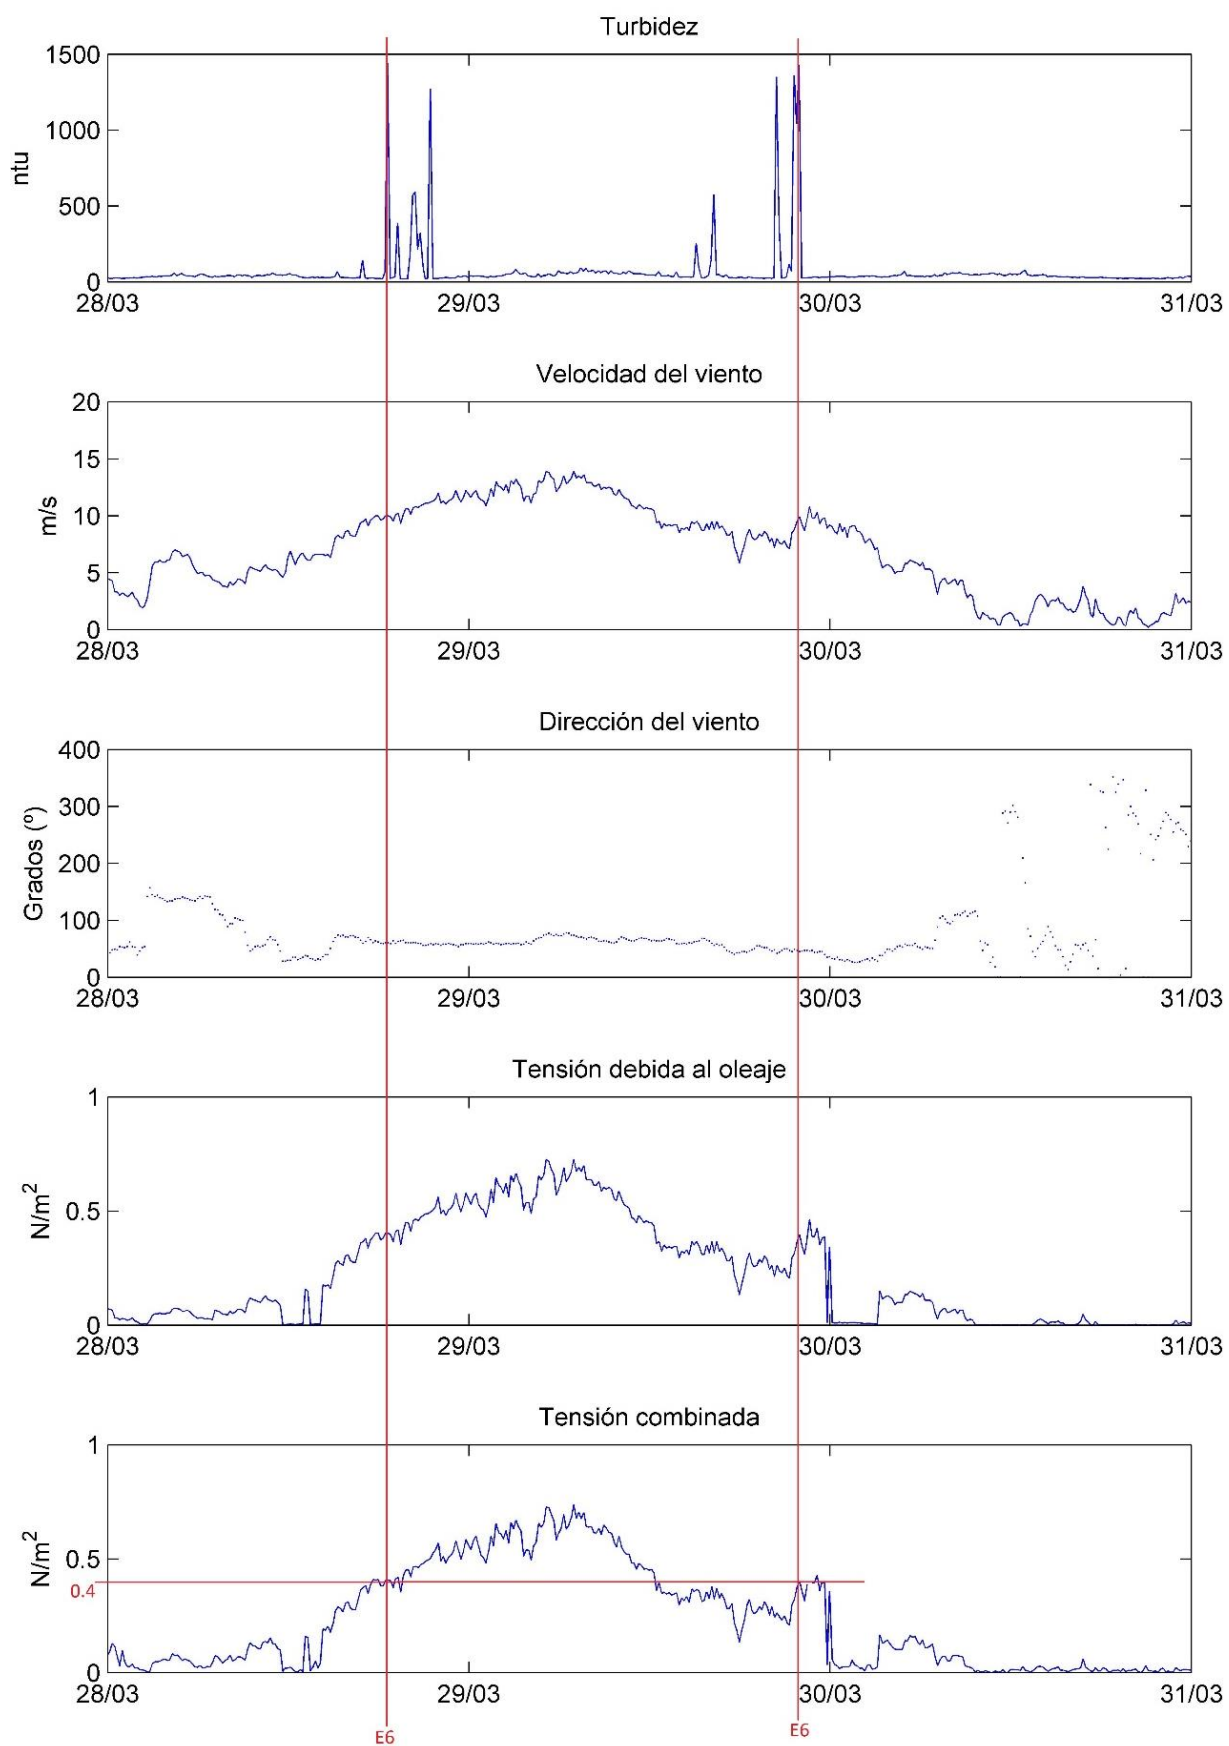 Turbidez
1500
1000
500
0
ntu
28/03 29/03 30/03 31/03
Velocidad del viento
20
15
10
5
0
m/s
28/03 29/03 30/03 31/03
Dirección del viento
400
300
200
100
0
Grados (º)
28/03 29/03 30/03 31/03
Tensión debida al oleaje
1
0.5
0
N/m²
28/03 29/03 30/03 31/03
Tensión combinada
1
0.5
0.4
0
N/m²
28/03 29/03 30/03 31/03
E6 E6